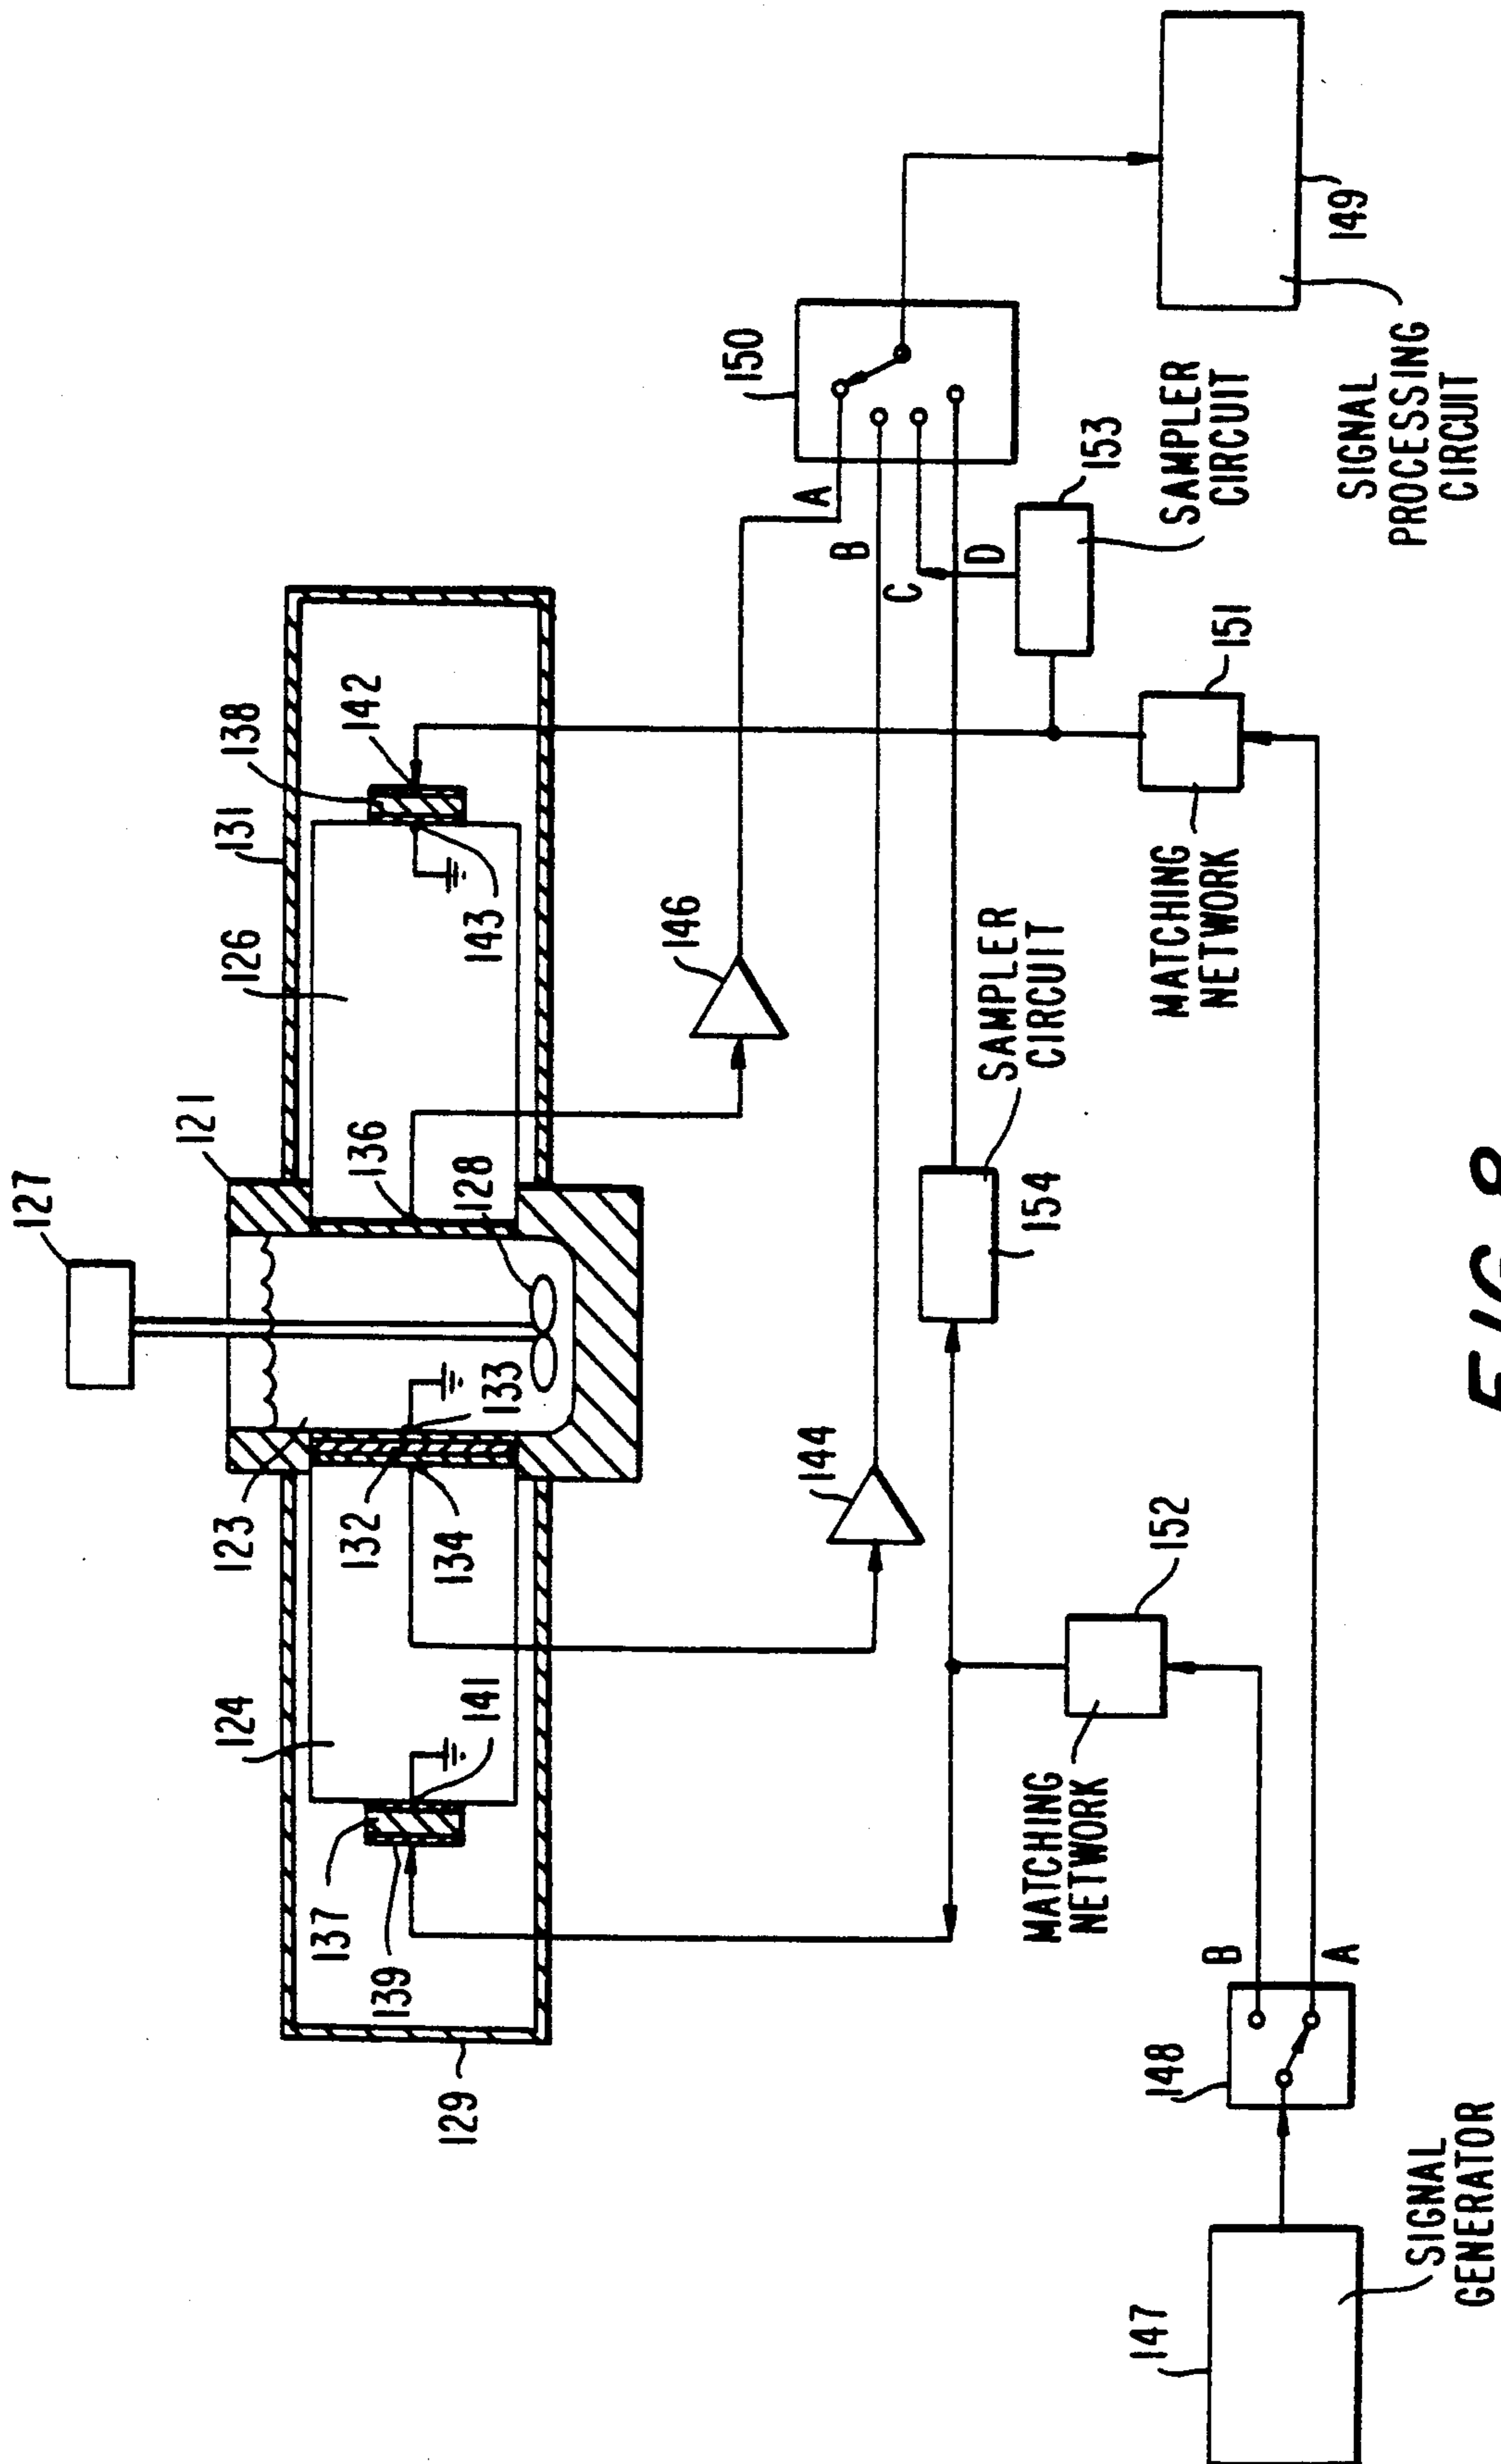 127
121
123
124
126
131
138
142
143
136
128
133
132
134
141
137
139
129
146
144
150
A
B
C
D
153
SAMPLER
CIRCUIT
154
SAMPLER
CIRCUIT
152
MATCHING
NETWORK
151
MATCHING
NETWORK
149
SIGNAL
PROCESSING
CIRCUIT
148
B
A
147
SIGNAL
GENERATOR
FIG 8